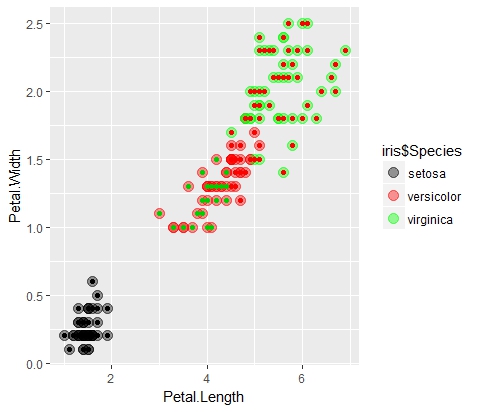 2.5
2.0
1.5
1.0
0.5
0.0
Petal.Width
2
4
6
Petal.Length
iris$Species
setosa
versicolor
virginica